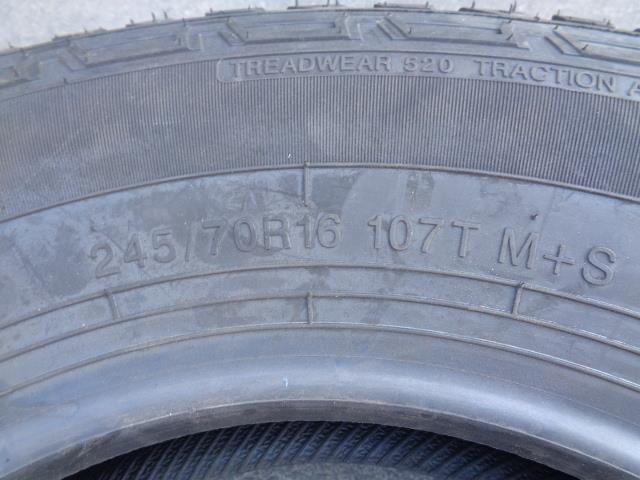 TREADWEAR 520 TRACTION A
245/70R16 107T M+S